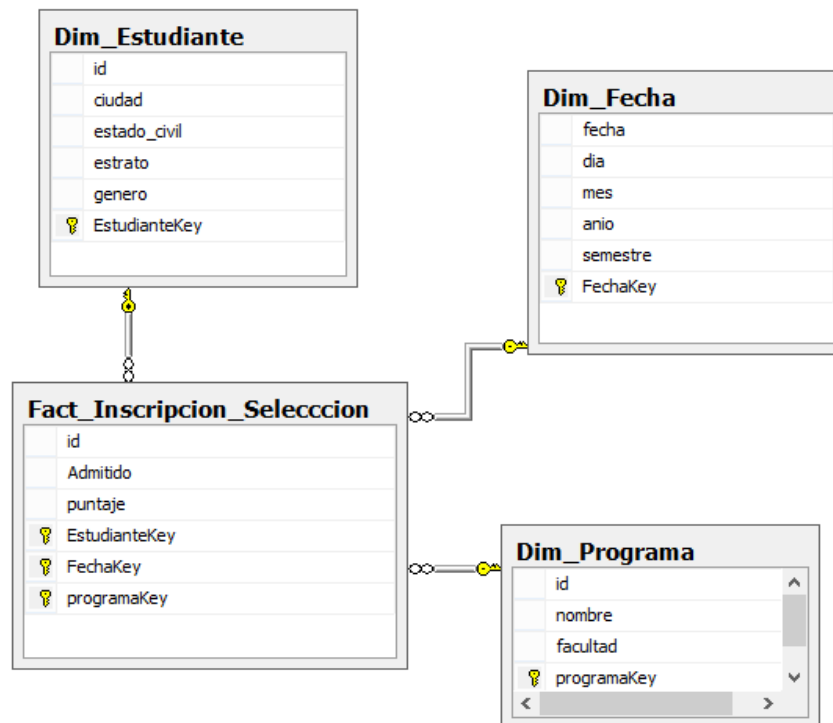 Dim_Estudiante
id
ciudad
estado_civil
estrato
genero
EstudianteKey
Dim_Fecha
fecha
dia
mes
anio
semestre
FechaKey
Fact_Inscripcion_Selecccion
id
Admitido
puntaje
EstudianteKey
FechaKey
programaKey
Dim_Programa
id
nombre
facultad
programaKey